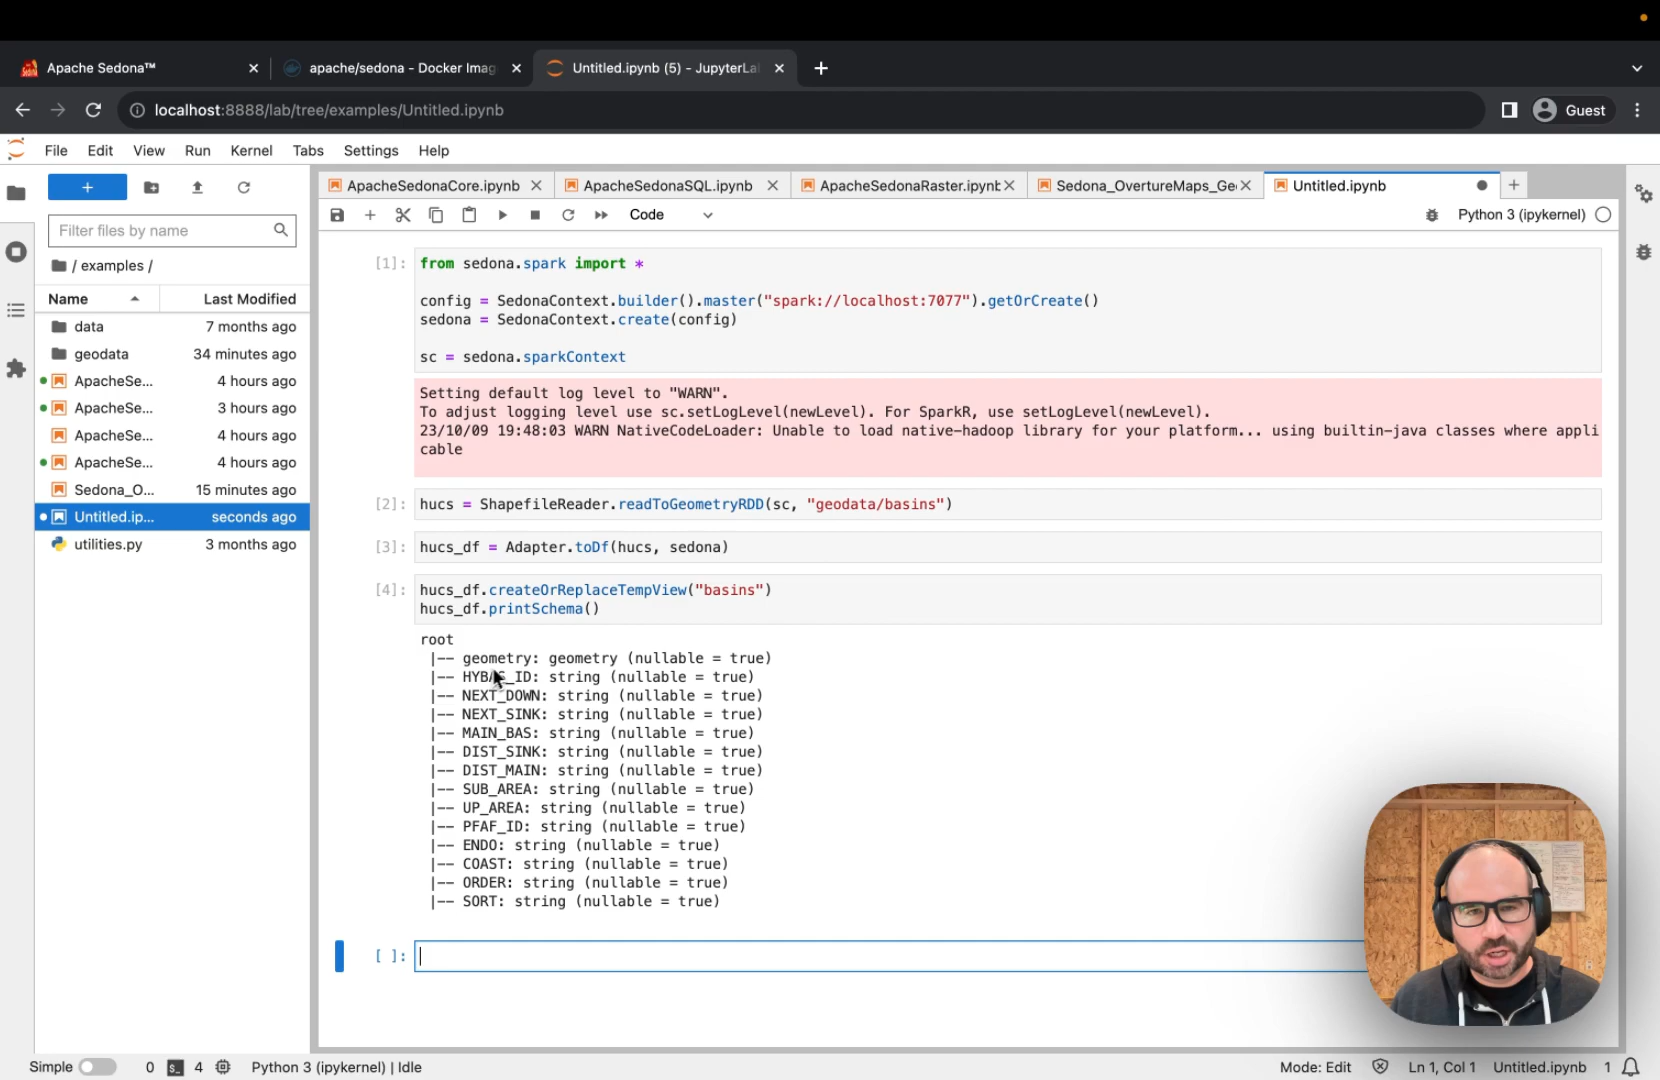 Apache Sedona™
apache/sedona - Docker Imag
Untitled.ipynb (5) - JupyterLa
localhost:8888/lab/tree/examples/Untitled.ipynb
Guest
File Edit View Run Kernel Tabs Settings Help
ApacheSedonaCore.ipynb
ApacheSedonaSQL.ipynb
ApacheSedonaRaster.ipynb
Sedona_OvertureMaps_Ge
Untitled.ipynb
Code
Python 3 (ipykernel)
Filter files by name
/ examples /
Name Last Modified
data 7 months ago
geodata 34 minutes ago
ApacheSe... 4 hours ago
ApacheSe... 3 hours ago
ApacheSe... 4 hours ago
ApacheSe... 4 hours ago
Sedona_O... 15 minutes ago
Untitled.ip... seconds ago
utilities.py 3 months ago
[1]: from sedona.spark import *
config = SedonaContext.builder().master("spark://localhost:7077").getOrCreate()
sedona = SedonaContext.create(config)
sc = sedona.sparkContext
Setting default log level to "WARN".
To adjust logging level use sc.setLogLevel(newLevel). For SparkR, use setLogLevel(newLevel).
23/10/09 19:48:03 WARN NativeCodeLoader: Unable to load native-hadoop library for your platform... using builtin-java classes where appli
cable
[2]: hucs = ShapefileReader.readToGeometryRDD(sc, "geodata/basins")
[3]: hucs_df = Adapter.toDf(hucs, sedona)
[4]: hucs_df.createOrReplaceTempView("basins")
hucs_df.printSchema()
root
|-- geometry: geometry (nullable = true)
|-- HYBAS_ID: string (nullable = true)
|-- NEXT_DOWN: string (nullable = true)
|-- NEXT_SINK: string (nullable = true)
|-- MAIN_BAS: string (nullable = true)
|-- DIST_SINK: string (nullable = true)
|-- DIST_MAIN: string (nullable = true)
|-- SUB_AREA: string (nullable = true)
|-- UP_AREA: string (nullable = true)
|-- PFAF_ID: string (nullable = true)
|-- ENDO: string (nullable = true)
|-- COAST: string (nullable = true)
|-- ORDER: string (nullable = true)
|-- SORT: string (nullable = true)
[ ]:
Simple 0 4 Python 3 (ipykernel) | Idle
Mode: Edit Ln 1, Col 1 Untitled.ipynb 1